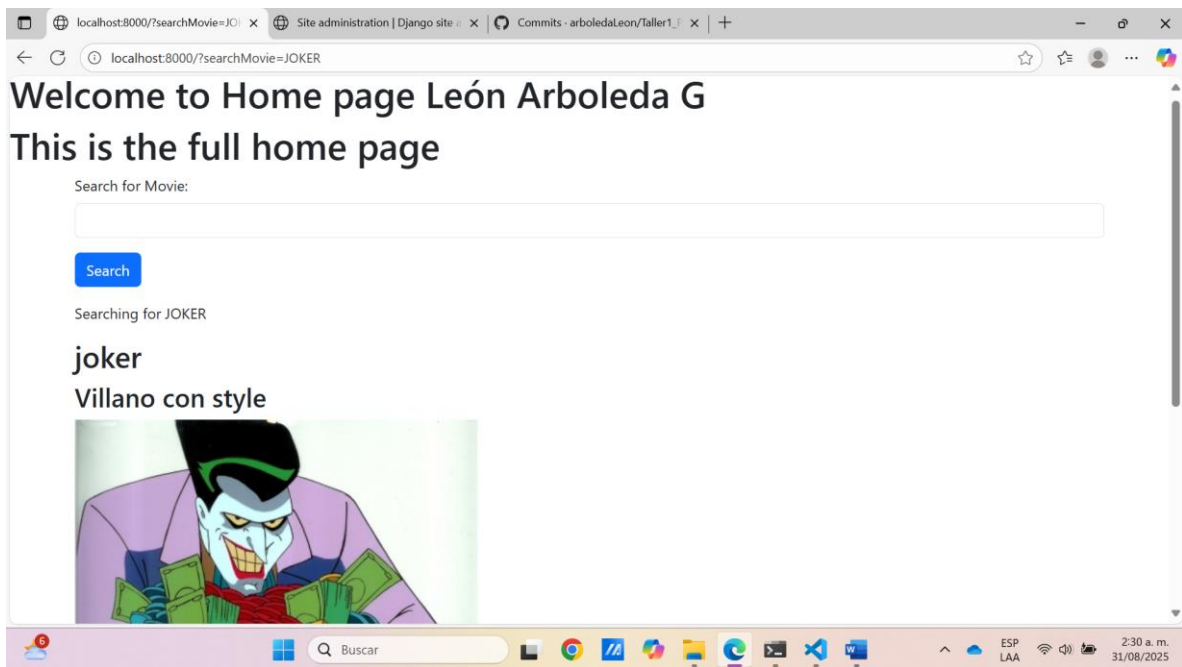 localhost:8000/?searchMovie=JO
Site administration | Django site a
Commits · arboledaLeon/Taller1_P
localhost:8000/?searchMovie=JOKER
Welcome to Home page León Arboleda G
This is the full home page
Search for Movie:
Search
Searching for JOKER
joker
Villano con style
6
Buscar
ESP
LAA
2:30 a. m.
31/08/2025